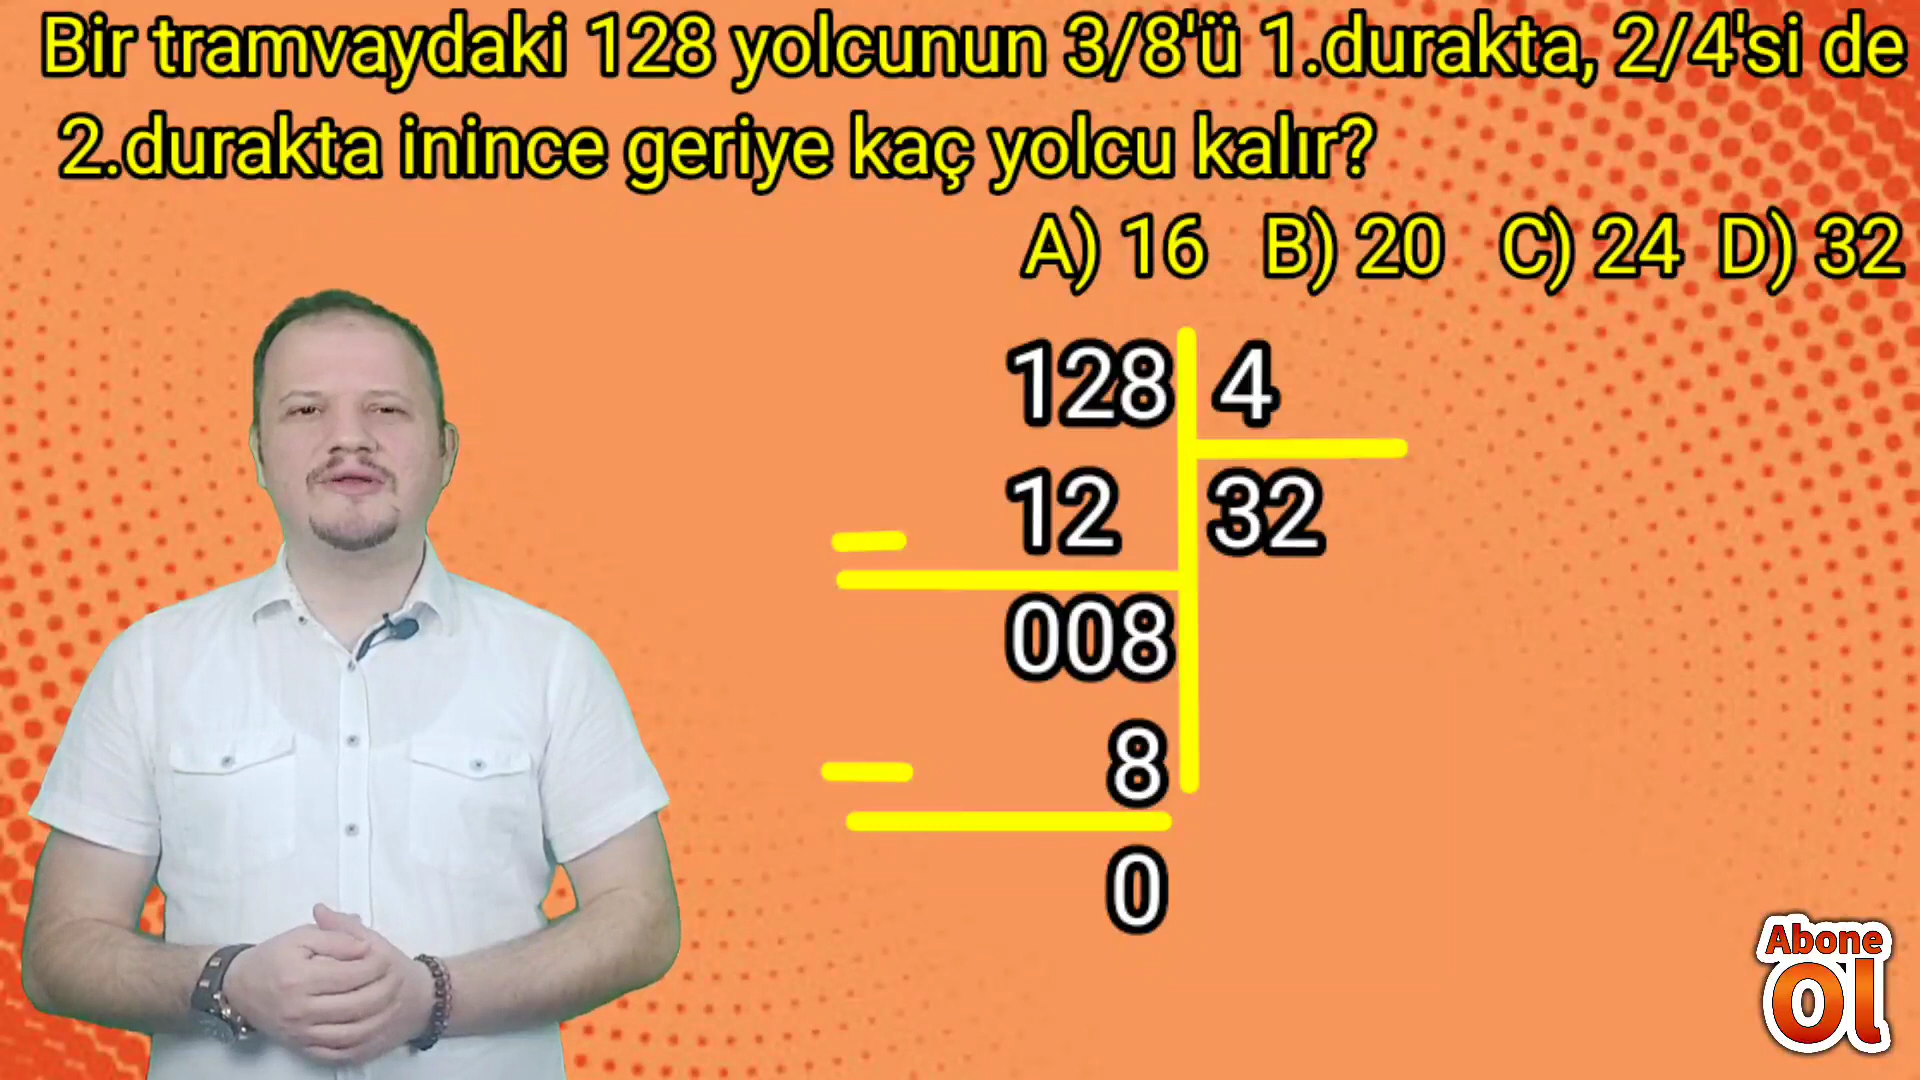 Bir tramvaydaki 128 yolcunun 3/8'ü 1.durakta, 2/4'si de
2.durakta inince geriye kaç yolcu kalır?
A) 16 B) 20 C) 24 D) 32
128 4
12 32
008
8
0
Abone
Ol